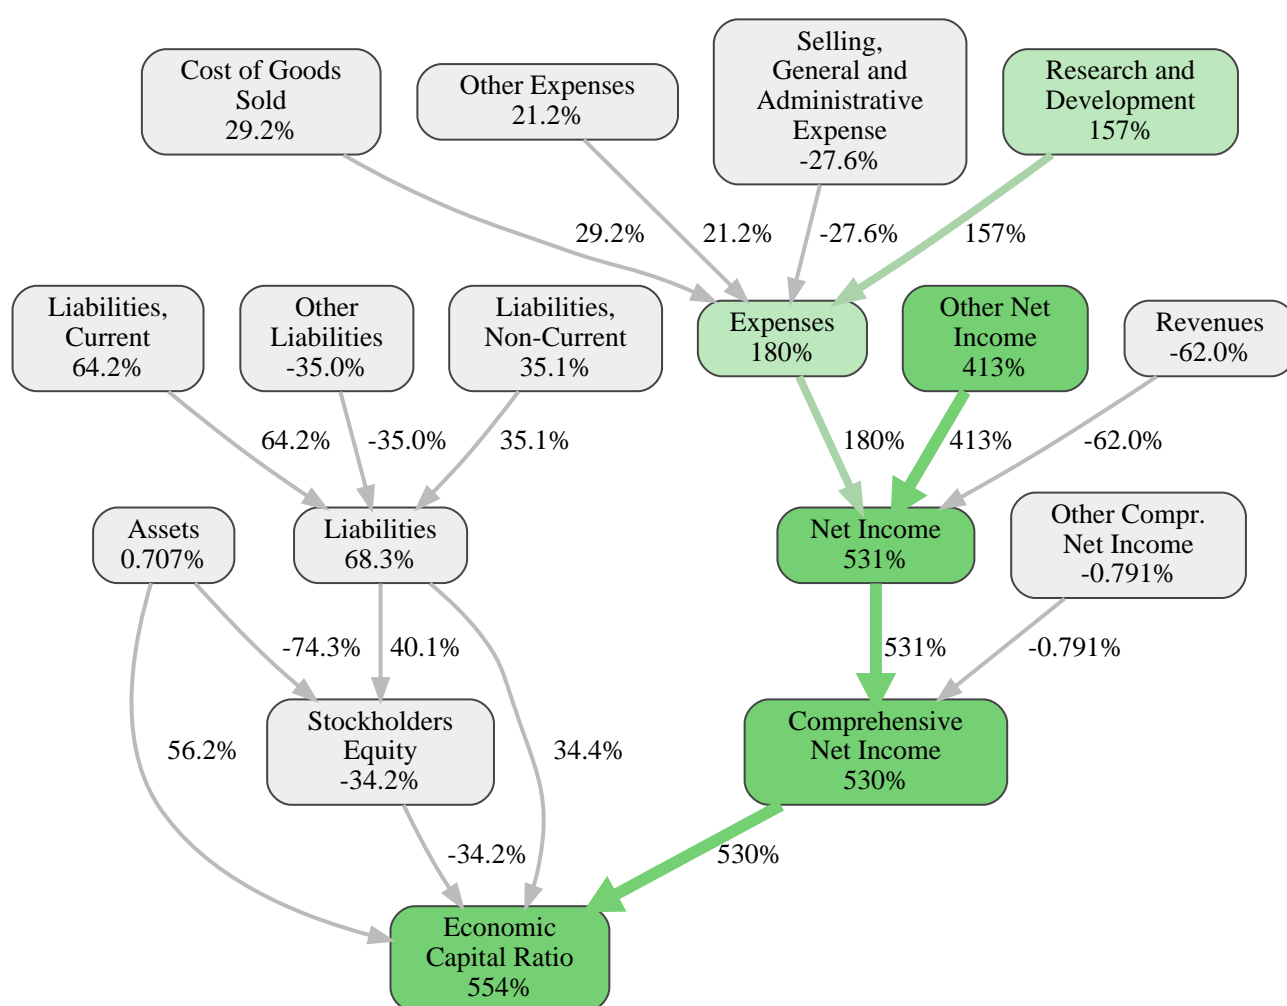 Cost of Goods
Sold
29.2%
Other Expenses
21.2%
Selling,
General and
Administrative
Expense
-27.6%
Research and
Development
157%
29.2%
21.2%
-27.6%
157%
Liabilities,
Current
64.2%
Other
Liabilities
-35.0%
Liabilities,
Non-Current
35.1%
Expenses
180%
Other Net
Income
413%
Revenues
-62.0%
64.2%
-35.0%
35.1%
180%
413%
-62.0%
Assets
0.707%
Liabilities
68.3%
Net Income
531%
Other Compr.
Net Income
-0.791%
-74.3%
40.1%
531%
-0.791%
56.2%
Stockholders
Equity
-34.2%
34.4%
Comprehensive
Net Income
530%
-34.2%
530%
Economic
Capital Ratio
554%